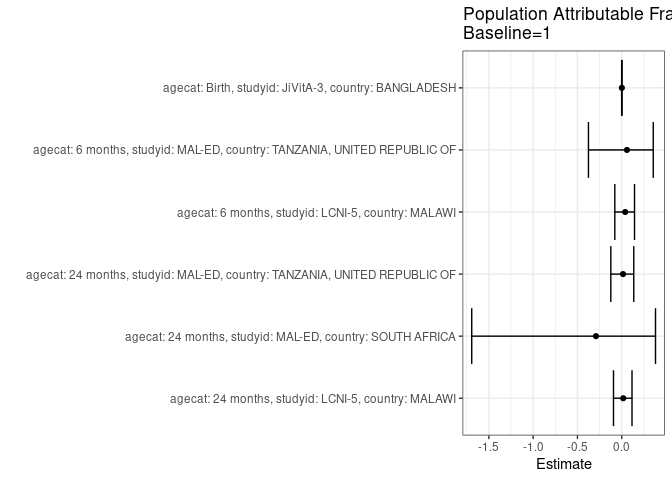 Population Attributable Fra
Baseline=1
agecat: Birth, studyid: JiVitA-3, country: BANGLADESH
agecat: 6 months, studyid: MAL-ED, country: TANZANIA, UNITED REPUBLIC OF
agecat: 6 months, studyid: LCNI-5, country: MALAWI
agecat: 24 months, studyid: MAL-ED, country: TANZANIA, UNITED REPUBLIC OF
agecat: 24 months, studyid: MAL-ED, country: SOUTH AFRICA
agecat: 24 months, studyid: LCNI-5, country: MALAWI
-1.5 -1.0 -0.5 0.0
Estimate